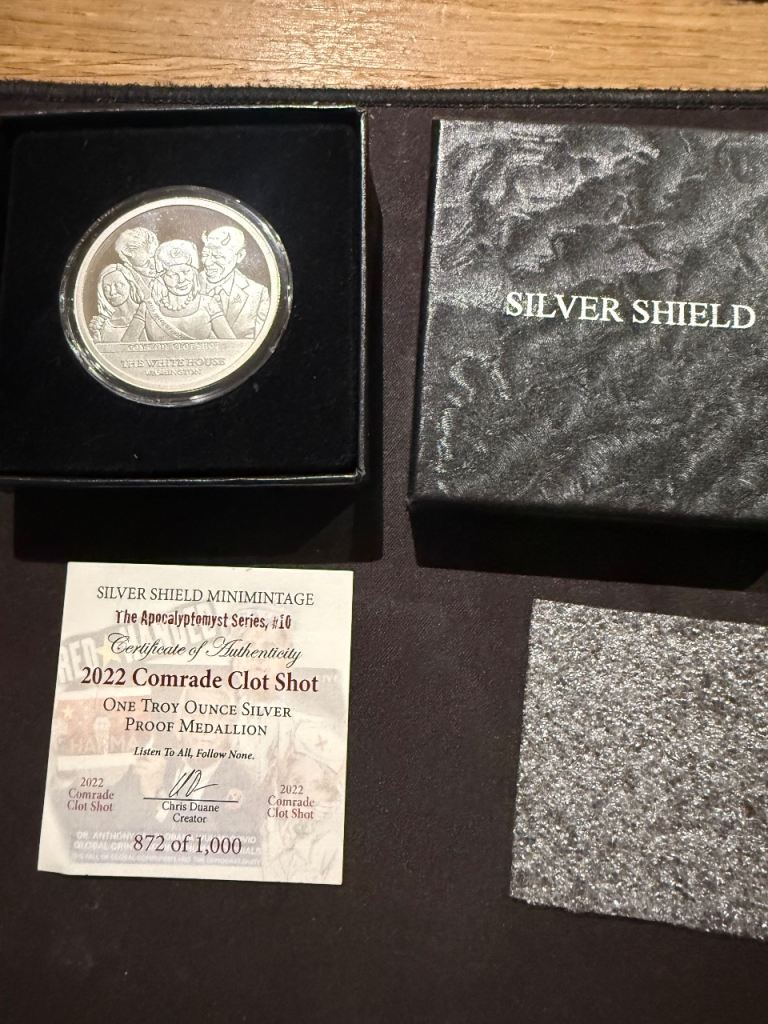 THE WHITE HOUSE
WASHINGTON
SILVER SHIELD
SILVER SHIELD MINIMINTAGE
The Apocalyptomyst Series, #10
Certificate of Authenticity
2022 Comrade Clot Shot
ONE TROY OUNCE SILVER
PROOF MEDALLION
Listen To All, Follow None.
2022
Comrade
Clot Shot
Chris Duane
Creator
2022
Comrade
Clot Shot
872 of 1,000